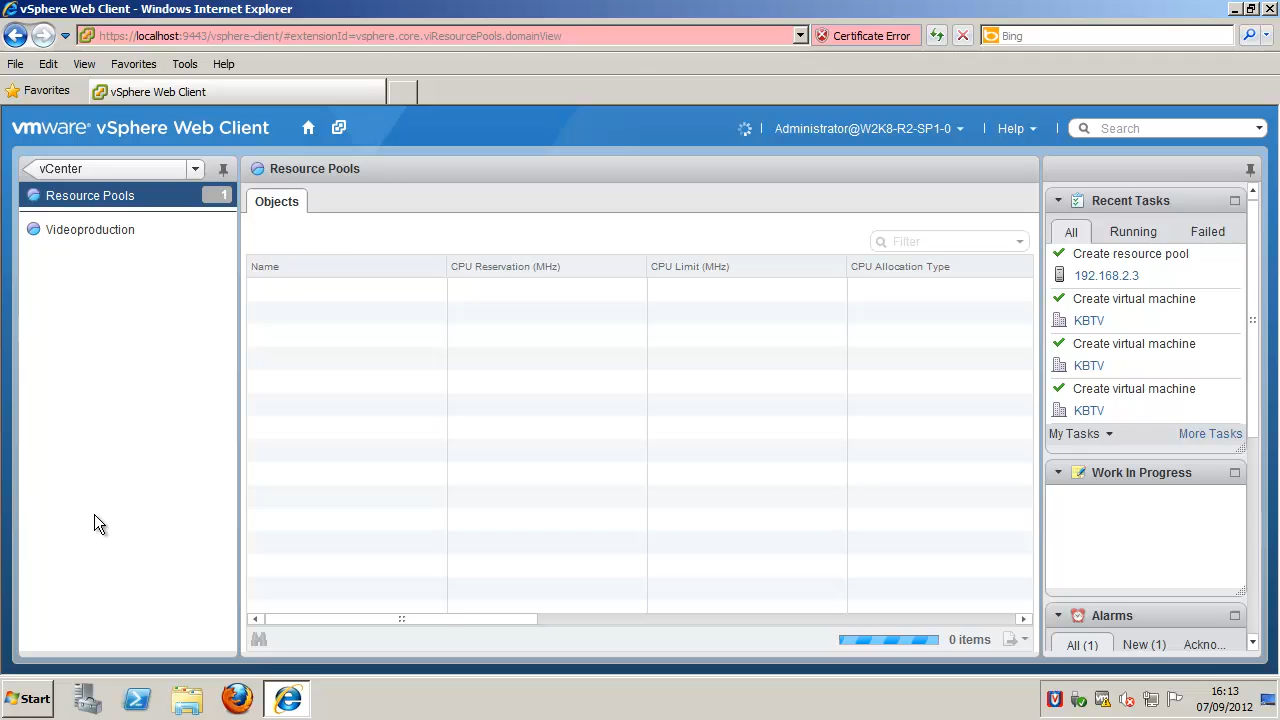 vSphere Web Client - Windows Internet Explorer
https://localhost:9443/vsphere-client/#extensionId=vsphere.core.viResourcePools.domainView
Certificate Error
Bing
File Edit View Favorites Tools Help
Favorites
vSphere Web Client
vmware® vSphere Web Client
Administrator@W2K8-R2-SP1-0
Help
Search
vCenter
Resource Pools 1
Videoproduction
Resource Pools
Objects
Filter
Name CPU Reservation (MHz) CPU Limit (MHz) CPU Allocation Type
0 items
Recent Tasks
All Running Failed
Create resource pool
192.168.2.3
Create virtual machine
KBTV
Create virtual machine
KBTV
Create virtual machine
KBTV
My Tasks More Tasks
Work In Progress
Alarms
All (1) New (1) Ackno...
Start
16:13
07/09/2012